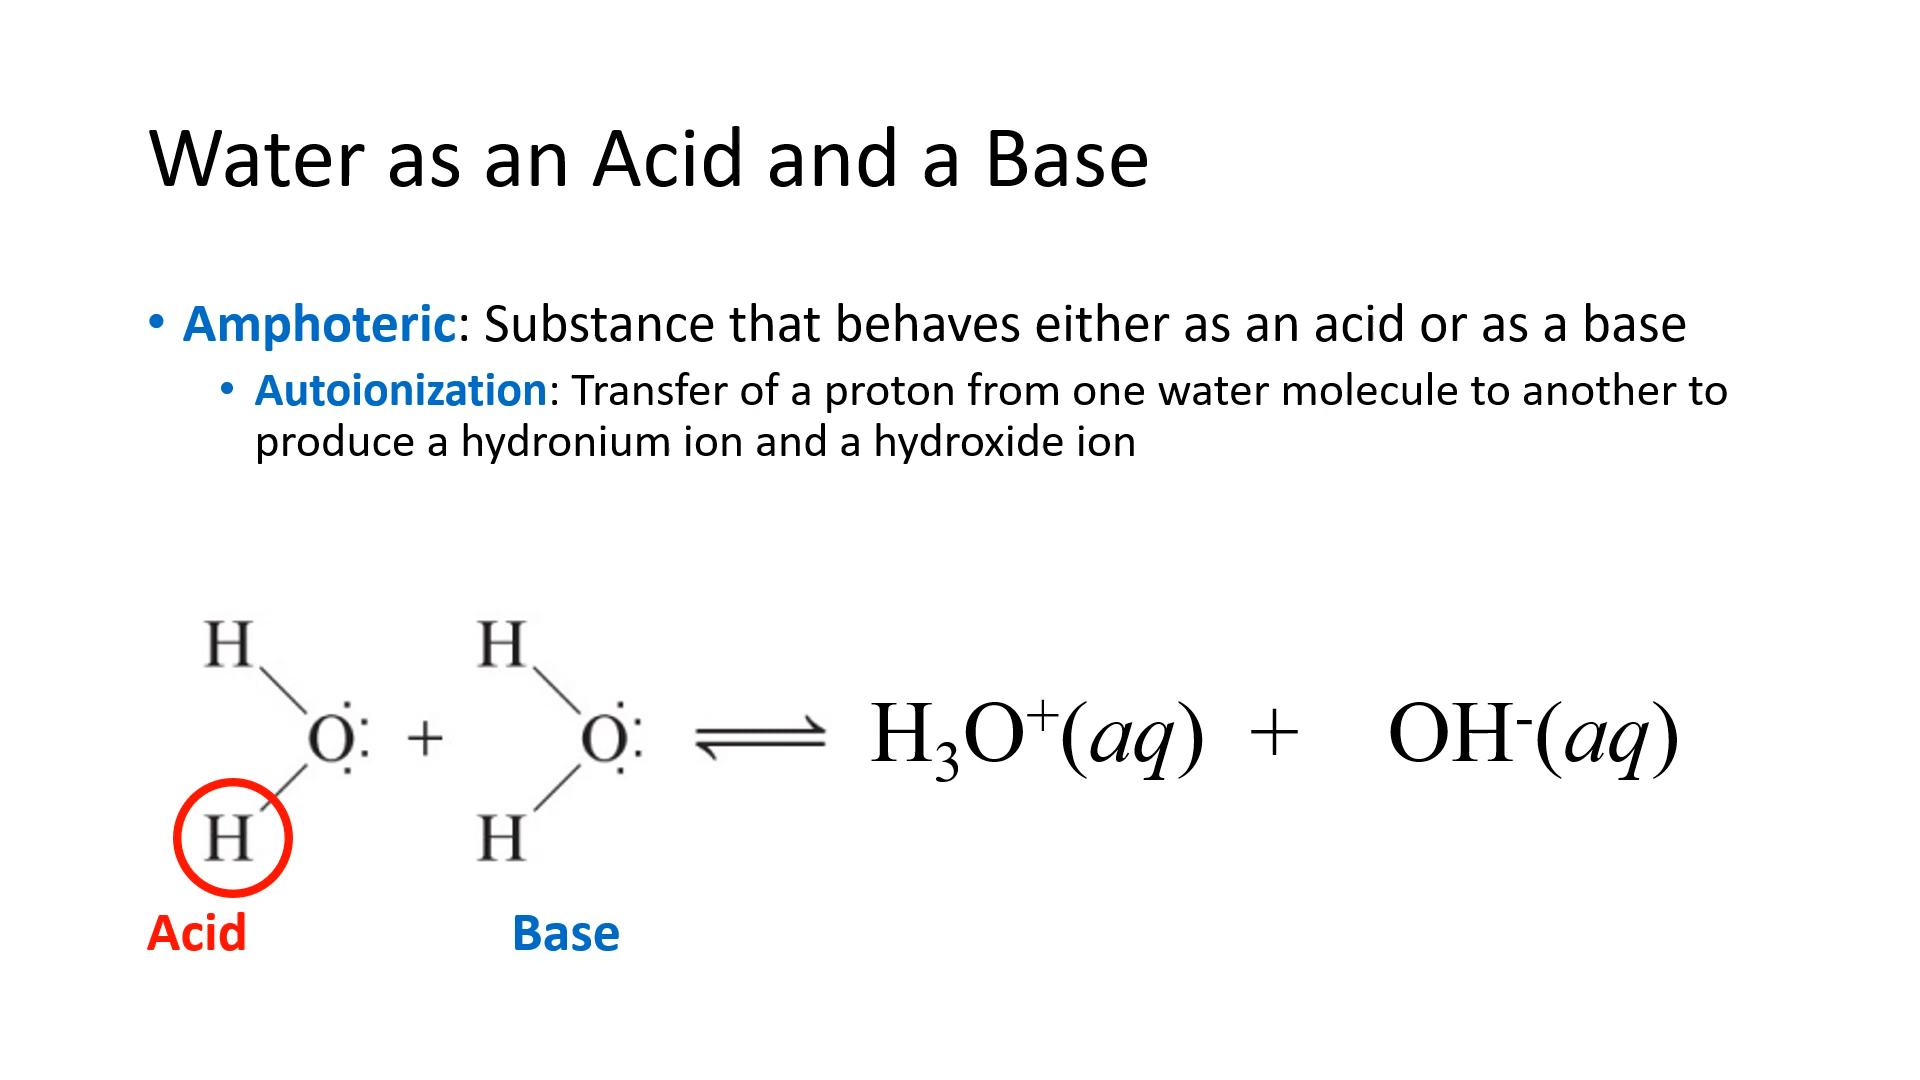 Water as an Acid and a Base
• Amphoteric: Substance that behaves either as an acid or as a base
• Autoionization: Transfer of a proton from one water molecule to another to
produce a hydronium ion and a hydroxide ion
H H
O: + O: ⇌ H₃O⁺(aq) + OH⁻(aq)
H H
Acid Base